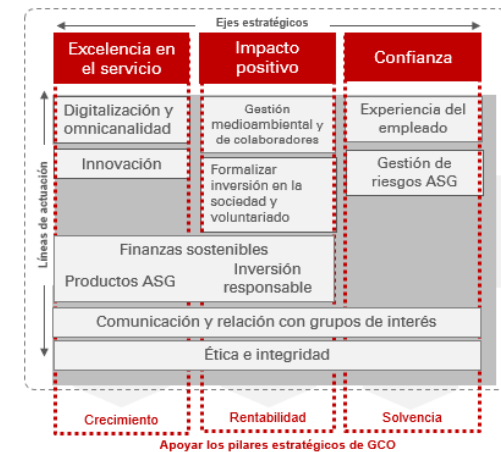 Ejes estratégicos
Excelencia en
el servicio
Impacto
positivo
Confianza
Líneas de actuación
Digitalización y
omnicanalidad
Gestión
medioambiental y
de colaboradores
Experiencia del
empleado
Innovación
Formalizar
inversión en la
sociedad y
voluntariado
Gestión de
riesgos ASG
Finanzas sostenibles
Productos ASG
Inversión
responsable
Comunicación y relación con grupos de interés
Ética e integridad
Crecimiento
Rentabilidad
Solvencia
Apoyar los pilares estratégicos de GCO